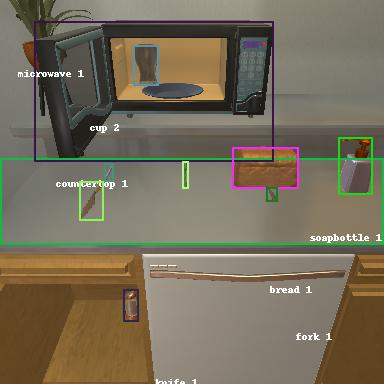 microwave 1
cup 2
countertop 1
soapbottle 1
bread 1
fork 1
knife 1